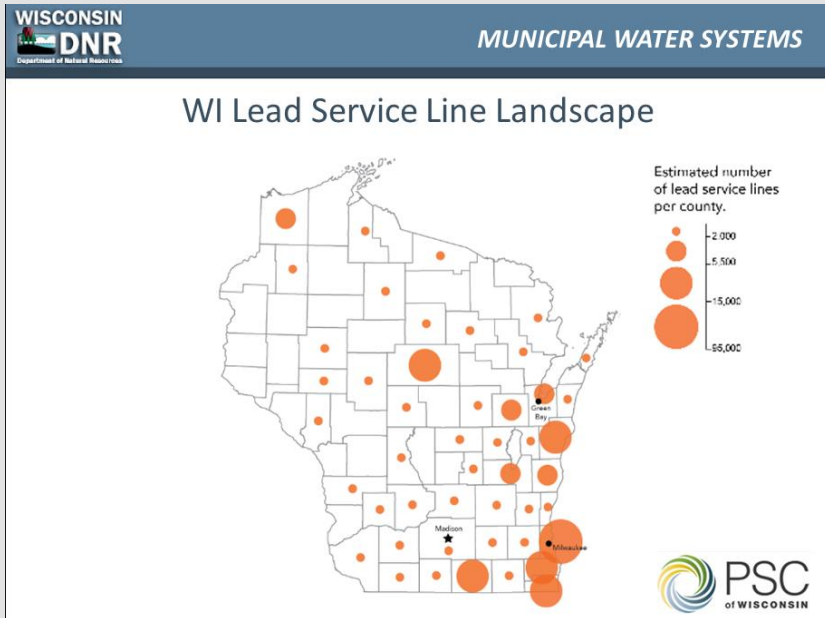 WISCONSIN
DNR
Department of Natural Resources
MUNICIPAL WATER SYSTEMS
WI Lead Service Line Landscape
Estimated number
of lead service lines
per county.
2,000
5,500
15,000
95,000
Green
Bay
Madison
Milwaukee
PSC
of WISCONSIN